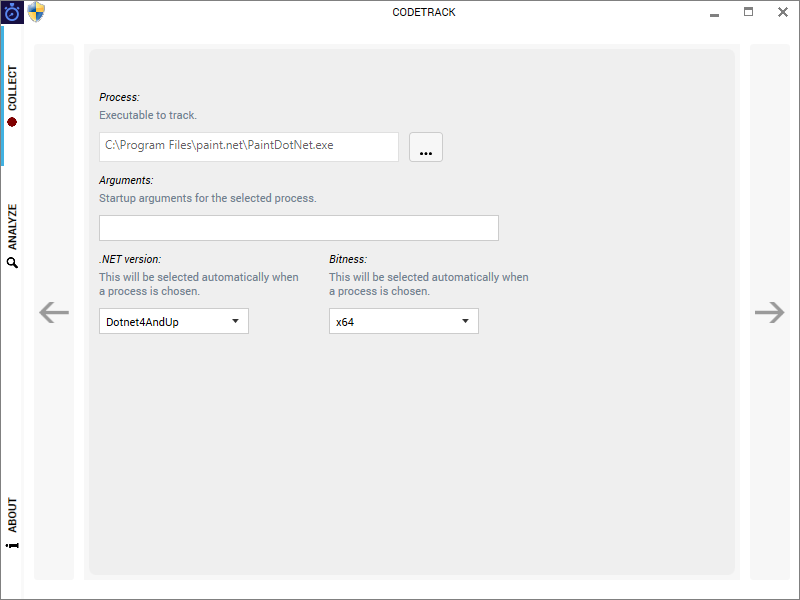 CODETRACK
COLLECT
ANALYZE
ABOUT
Process:
Executable to track.
C:\Program Files\paint.net\PaintDotNet.exe
...
Arguments:
Startup arguments for the selected process.
.NET version:
This will be selected automatically when
a process is chosen.
Dotnet4AndUp
Bitness:
This will be selected automatically when
a process is chosen.
x64